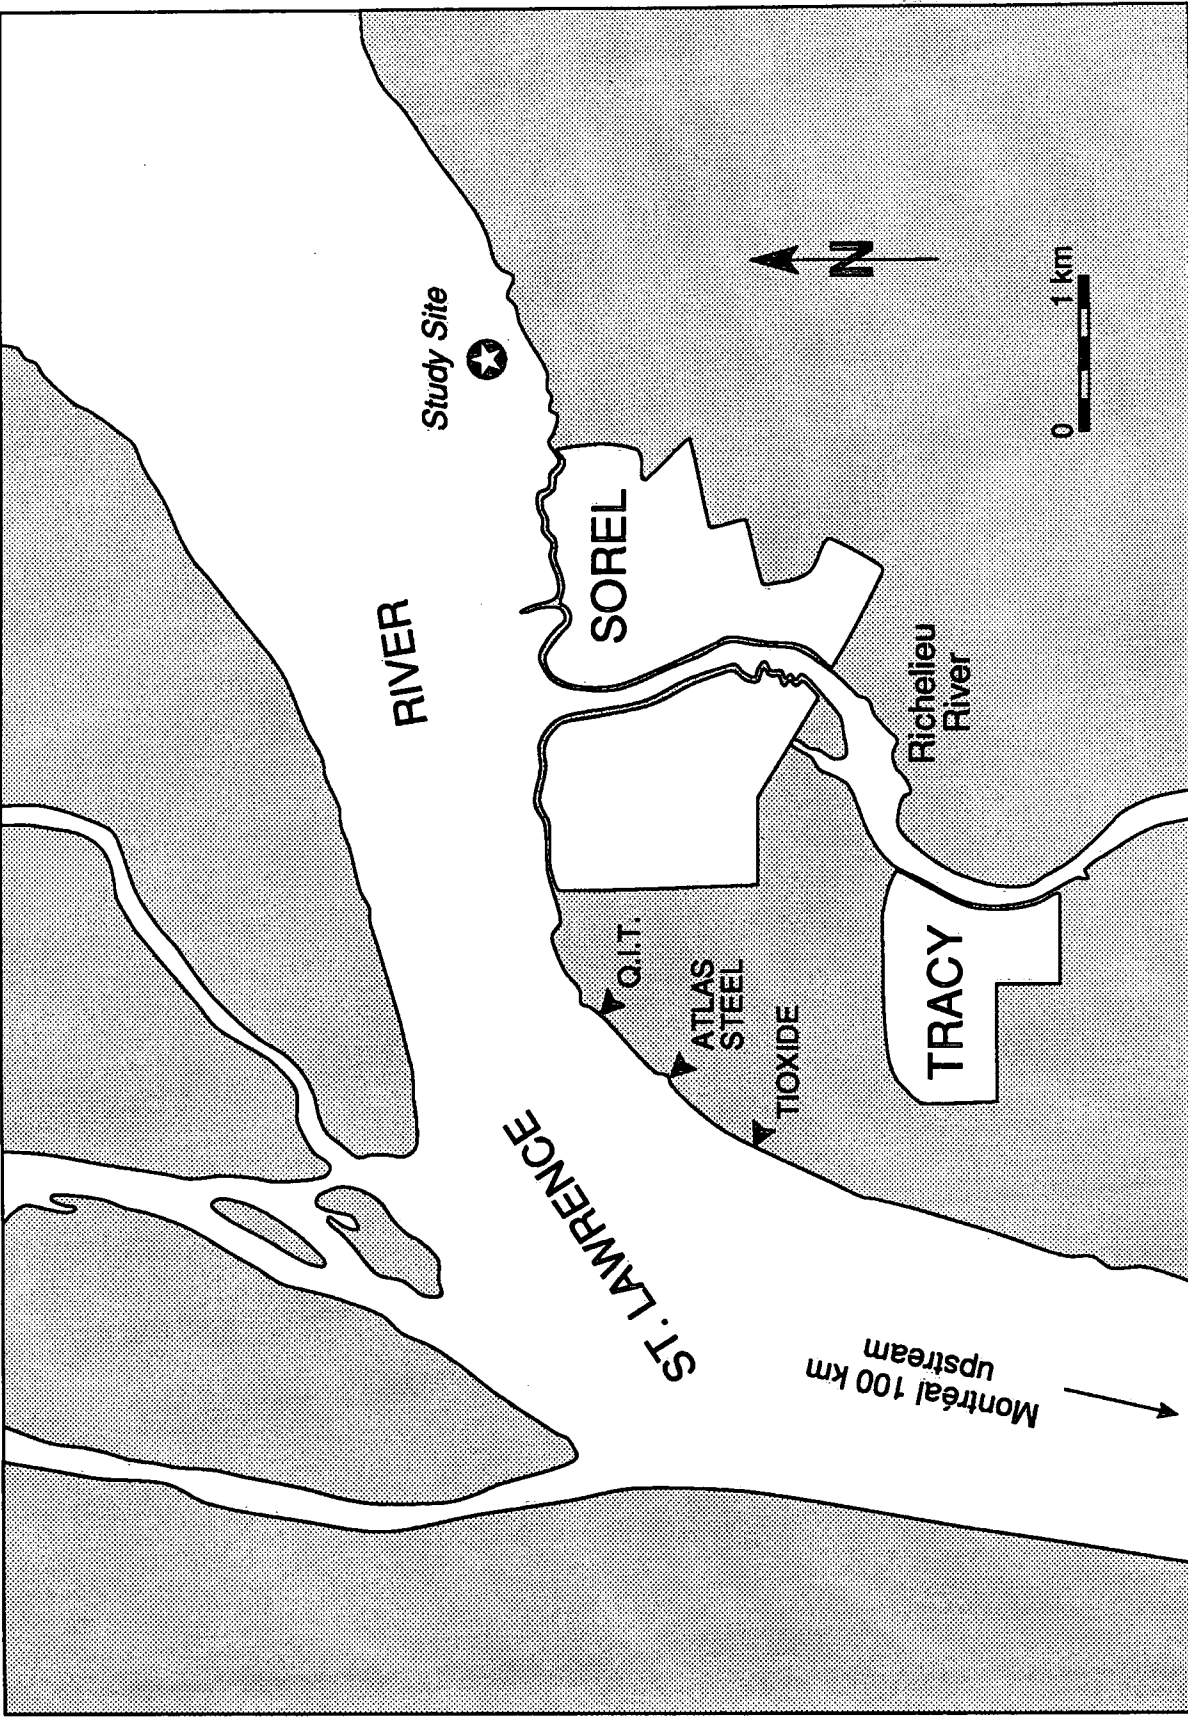 Study Site
RIVER
ST. LAWRENCE
SOREL
Richelieu
River
Q.I.T.
ATLAS
STEEL
TIOXIDE
TRACY
Montréal 100 km
upstream
N
0 1 km